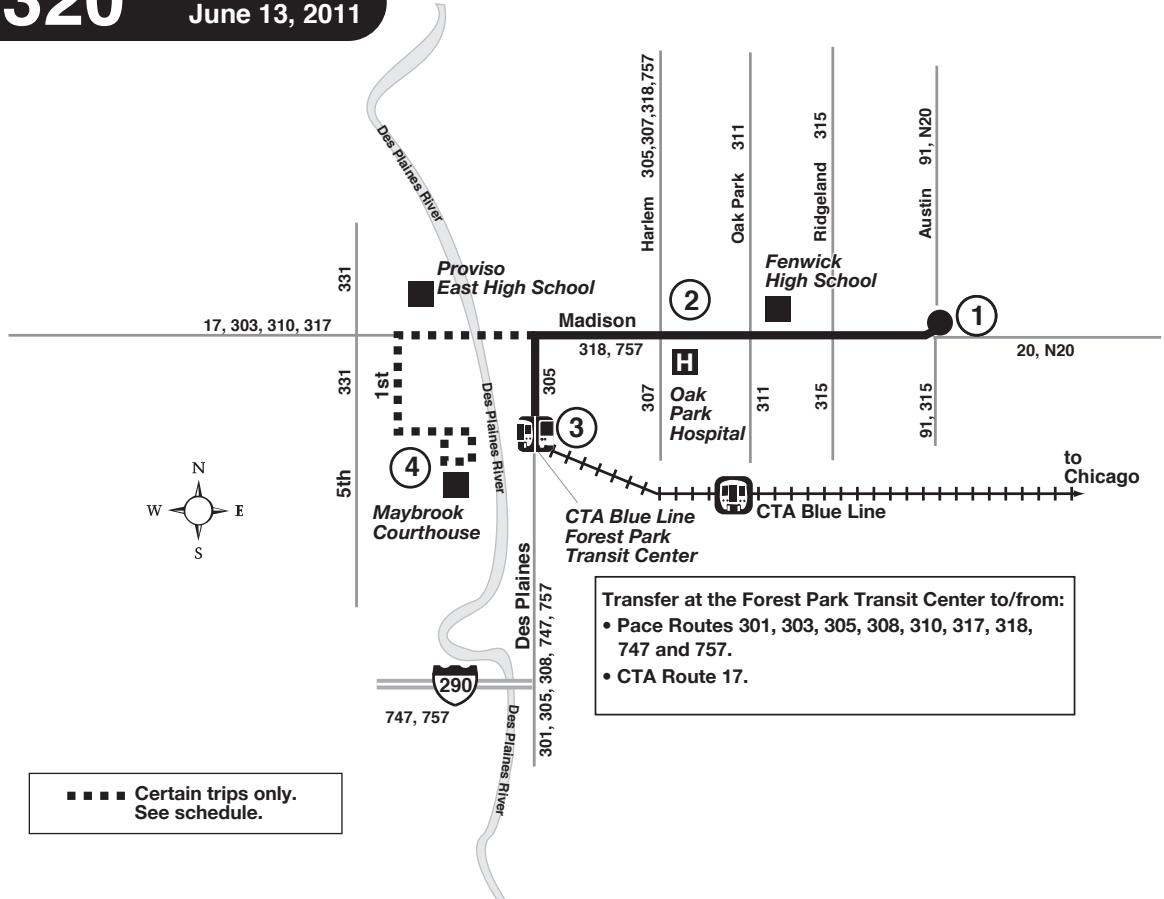 320
June 13, 2011
Des Plaines River
Harlem 305,307,318,757
Oak Park 311
Ridgeland 315
Austin 91, N20
331
Proviso
East High School
Fenwick
High School
2
1
17, 303, 310, 317
Madison
318, 757
20, N20
331
1st
Des Plaines River
305
H
Oak
Park
Hospital
307
311
315
91, 315
3
4
5th
Maybrook
Courthouse
N
W
E
S
to
Chicago
CTA Blue Line
CTA Blue Line
Forest Park
Transit Center
Des Plaines
301, 305, 308, 747, 757
Transfer at the Forest Park Transit Center to/from:
• Pace Routes 301, 303, 305, 308, 310, 317, 318,
747 and 757.
• CTA Route 17.
290
747, 757
Des Plaines River
Certain trips only.
See schedule.